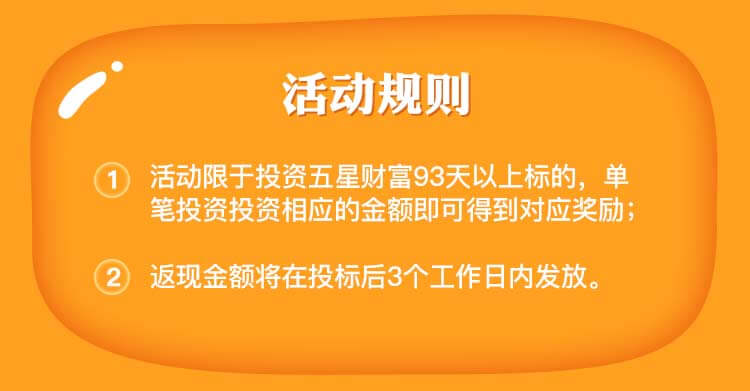 活动规则
1 活动限于投资五星财富93天以上标的，单
笔投资投资相应的金额即可得到对应奖励；
2 返现金额将在投标后3个工作日内发放。